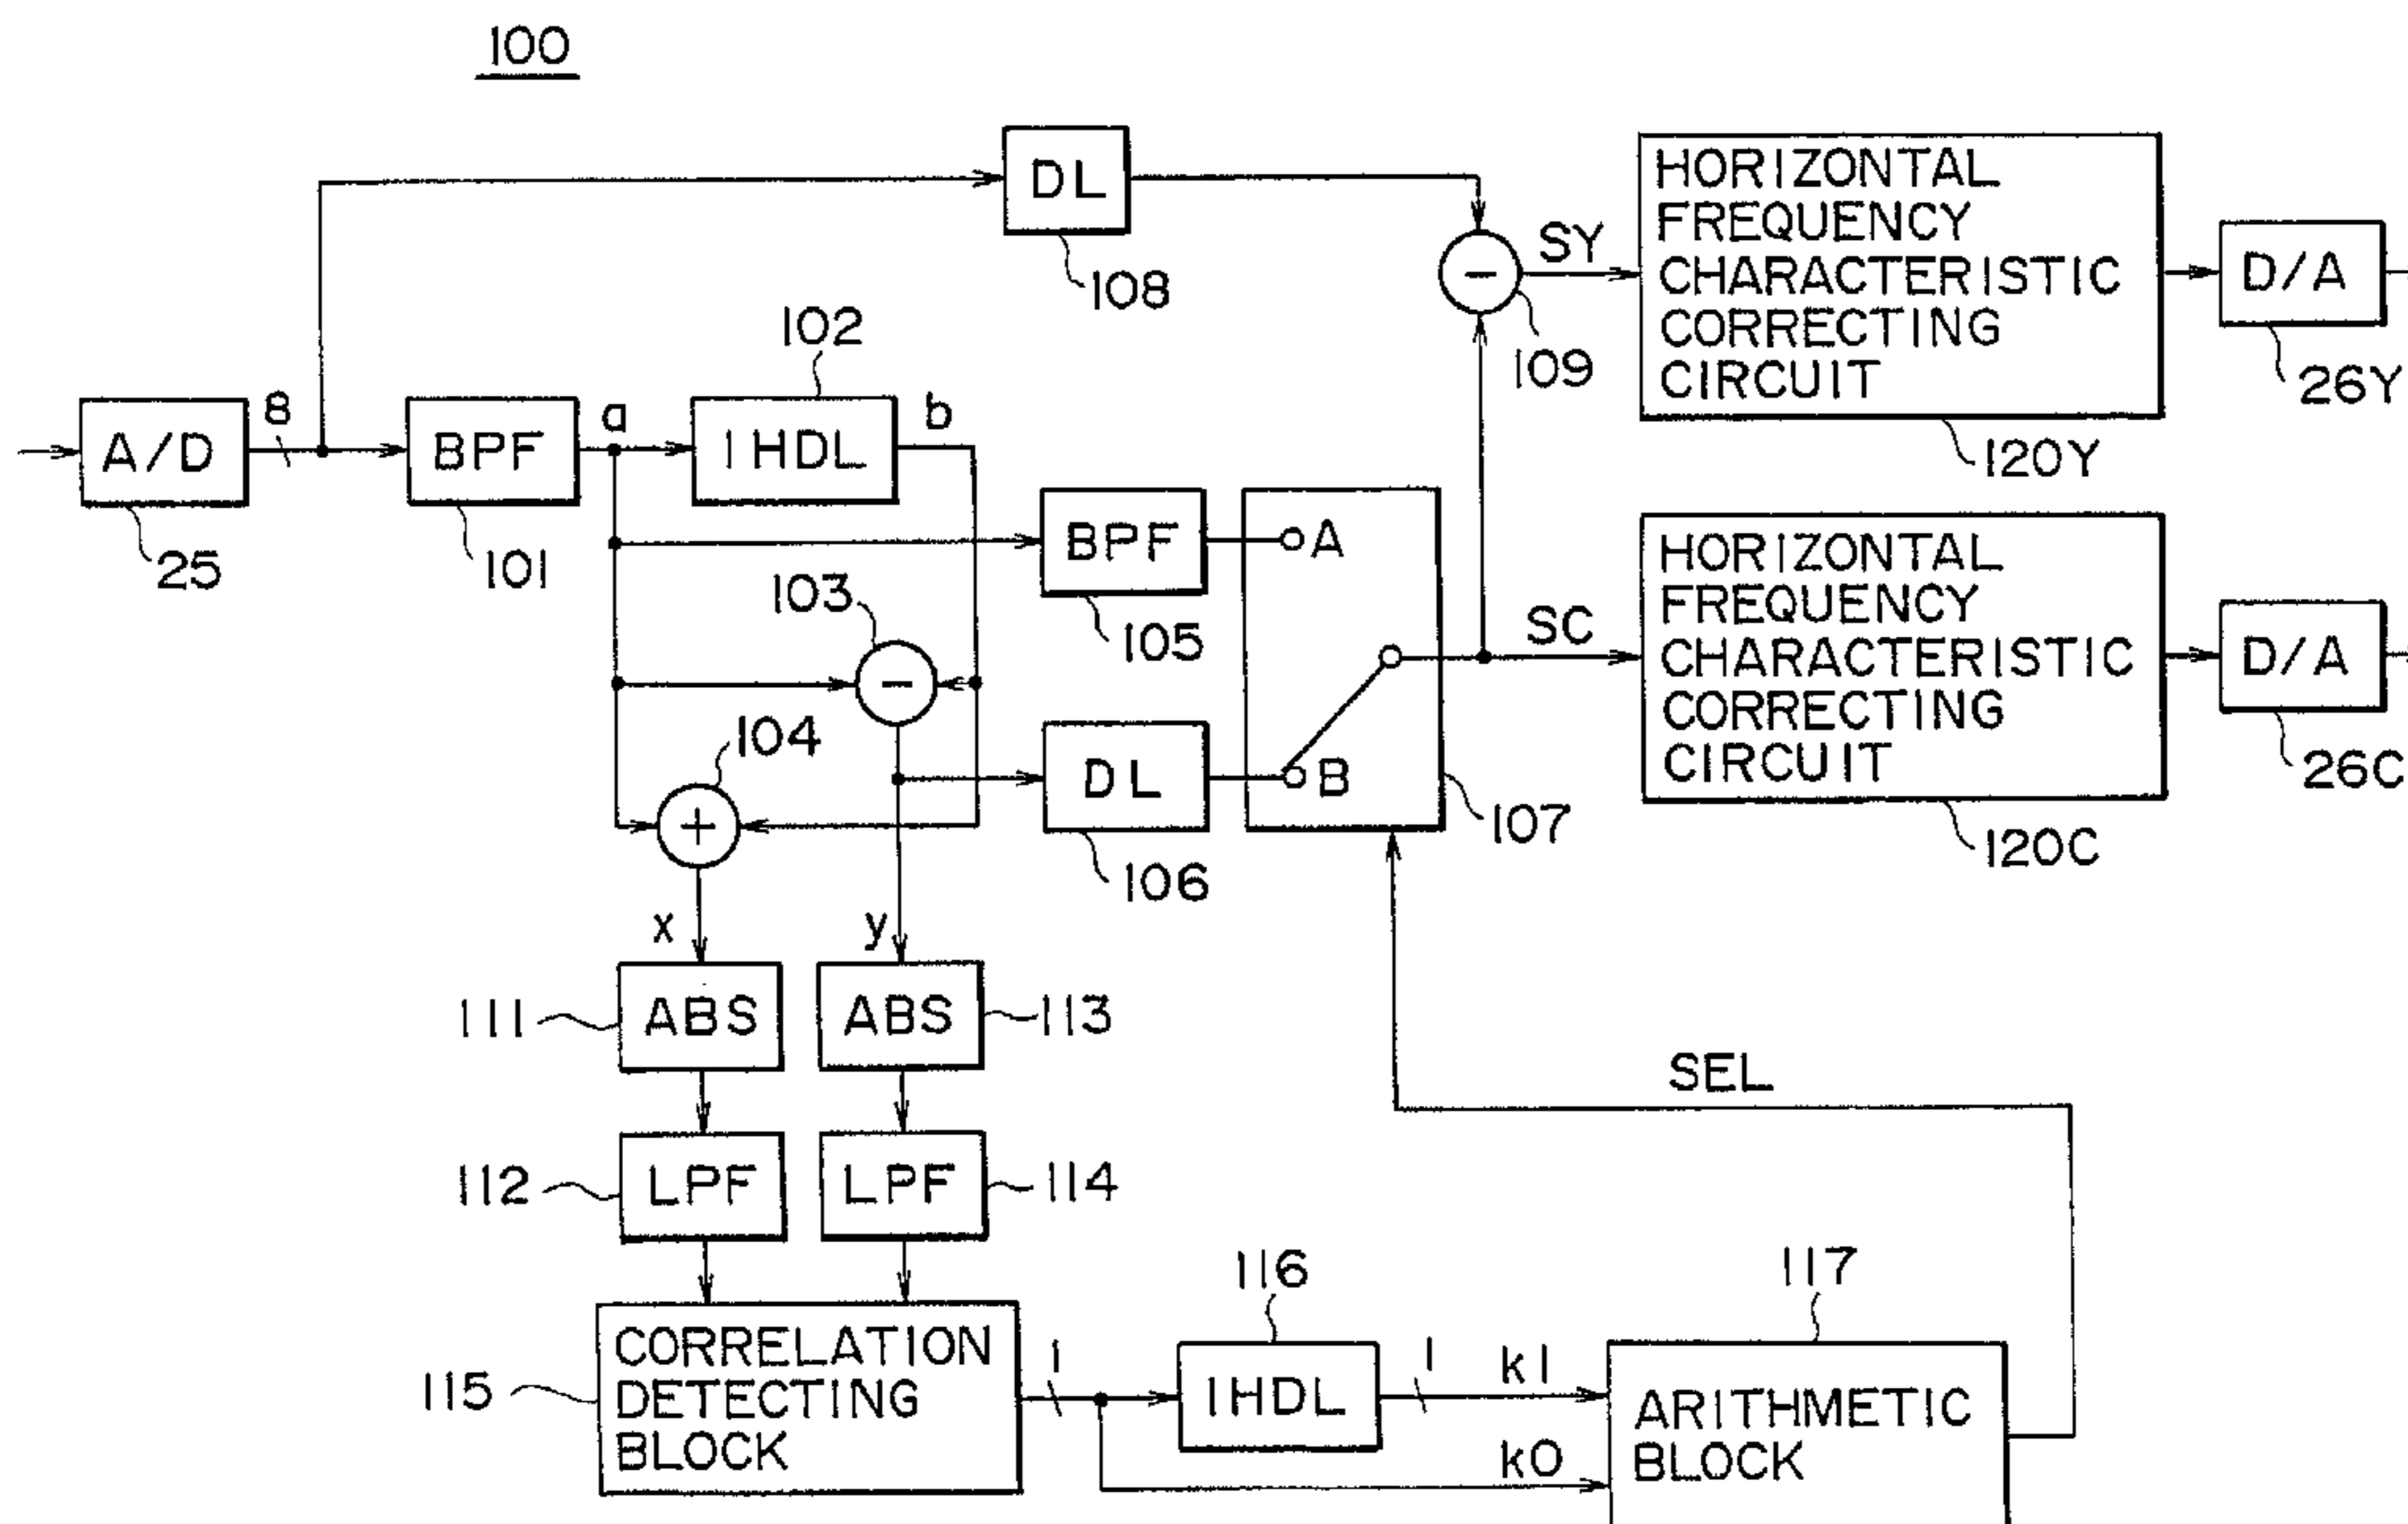 100
DL
108
HORIZONTAL
FREQUENCY
CHARACTERISTIC
CORRECTING
CIRCUIT
120Y
SY
-
109
D/A
26Y
A/D
25
8
BPF
101
a
102
1HDL
b
BPF
105
A
103
-
104
+
DL
106
B
107
SC
HORIZONTAL
FREQUENCY
CHARACTERISTIC
CORRECTING
CIRCUIT
120C
D/A
26C
x
y
111
ABS
ABS
113
SEL
112
LPF
LPF
114
115
CORRELATION
DETECTING
BLOCK
1
116
1HDL
1
k1
k0
117
ARITHMETIC
BLOCK